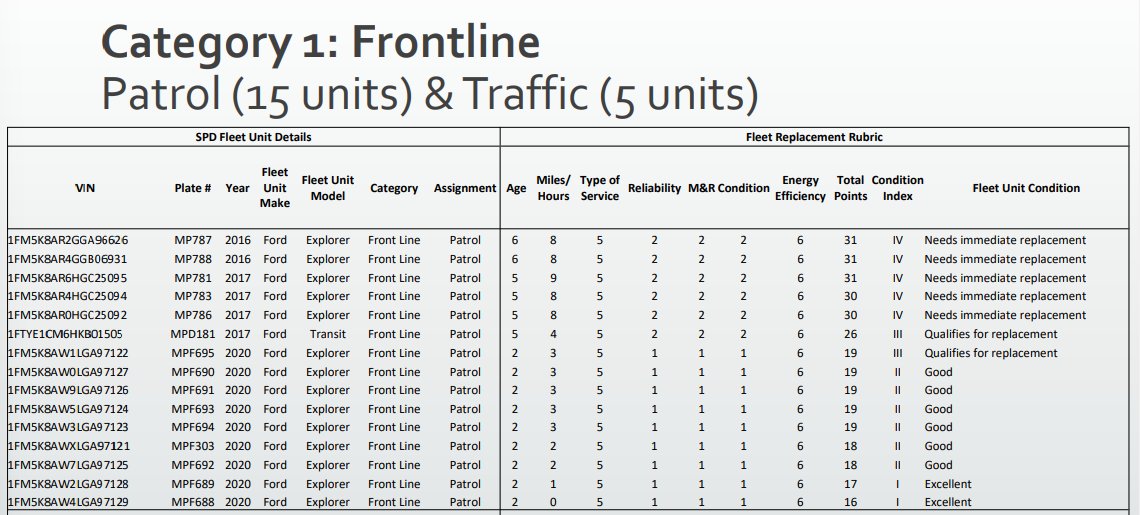 Category 1: Frontline
Patrol (15 units) & Traffic (5 units)
SPD Fleet Unit Details Fleet Replacement Rubric
VIN Plate # Year Fleet Unit Make Fleet Unit Model Category Assignment Age Miles/ Hours Type of Service Reliability M&R Condition Energy Efficiency Total Points Condition Index Fleet Unit Condition
1FM5K8AR2GGA96626 MP787 2016 Ford Explorer Front Line Patrol 6 8 5 2 2 2 6 31 IV Needs immediate replacement
1FM5K8AR4GGB06931 MP788 2016 Ford Explorer Front Line Patrol 6 8 5 2 2 2 6 31 IV Needs immediate replacement
1FM5K8AR6HGC25095 MP781 2017 Ford Explorer Front Line Patrol 5 9 5 2 2 2 6 31 IV Needs immediate replacement
1FM5K8AR4HGC25094 MP783 2017 Ford Explorer Front Line Patrol 5 8 5 2 2 2 6 30 IV Needs immediate replacement
1FM5K8AR0HGC25092 MP786 2017 Ford Explorer Front Line Patrol 5 8 5 2 2 2 6 30 IV Needs immediate replacement
1FTYE1CM6HKB01505 MPD181 2017 Ford Transit Front Line Patrol 5 4 5 2 2 2 6 26 III Qualifies for replacement
1FM5K8AW1LGA97122 MPF695 2020 Ford Explorer Front Line Patrol 2 3 5 1 1 1 6 19 III Qualifies for replacement
1FM5K8AW0LGA97127 MPF690 2020 Ford Explorer Front Line Patrol 2 3 5 1 1 1 6 19 II Good
1FM5K8AW9LGA97126 MPF691 2020 Ford Explorer Front Line Patrol 2 3 5 1 1 1 6 19 II Good
1FM5K8AW5LGA97124 MPF693 2020 Ford Explorer Front Line Patrol 2 3 5 1 1 1 6 19 II Good
1FM5K8AW3LGA97123 MPF694 2020 Ford Explorer Front Line Patrol 2 3 5 1 1 1 6 19 II Good
1FM5K8AWXLGA97121 MPF303 2020 Ford Explorer Front Line Patrol 2 2 5 1 1 1 6 18 II Good
1FM5K8AW7LGA97125 MPF692 2020 Ford Explorer Front Line Patrol 2 2 5 1 1 1 6 18 II Good
1FM5K8AW2LGA97128 MPF689 2020 Ford Explorer Front Line Patrol 2 1 5 1 1 1 6 17 I Excellent
1FM5K8AW4LGA97129 MPF688 2020 Ford Explorer Front Line Patrol 2 0 5 1 1 1 6 16 I Excellent